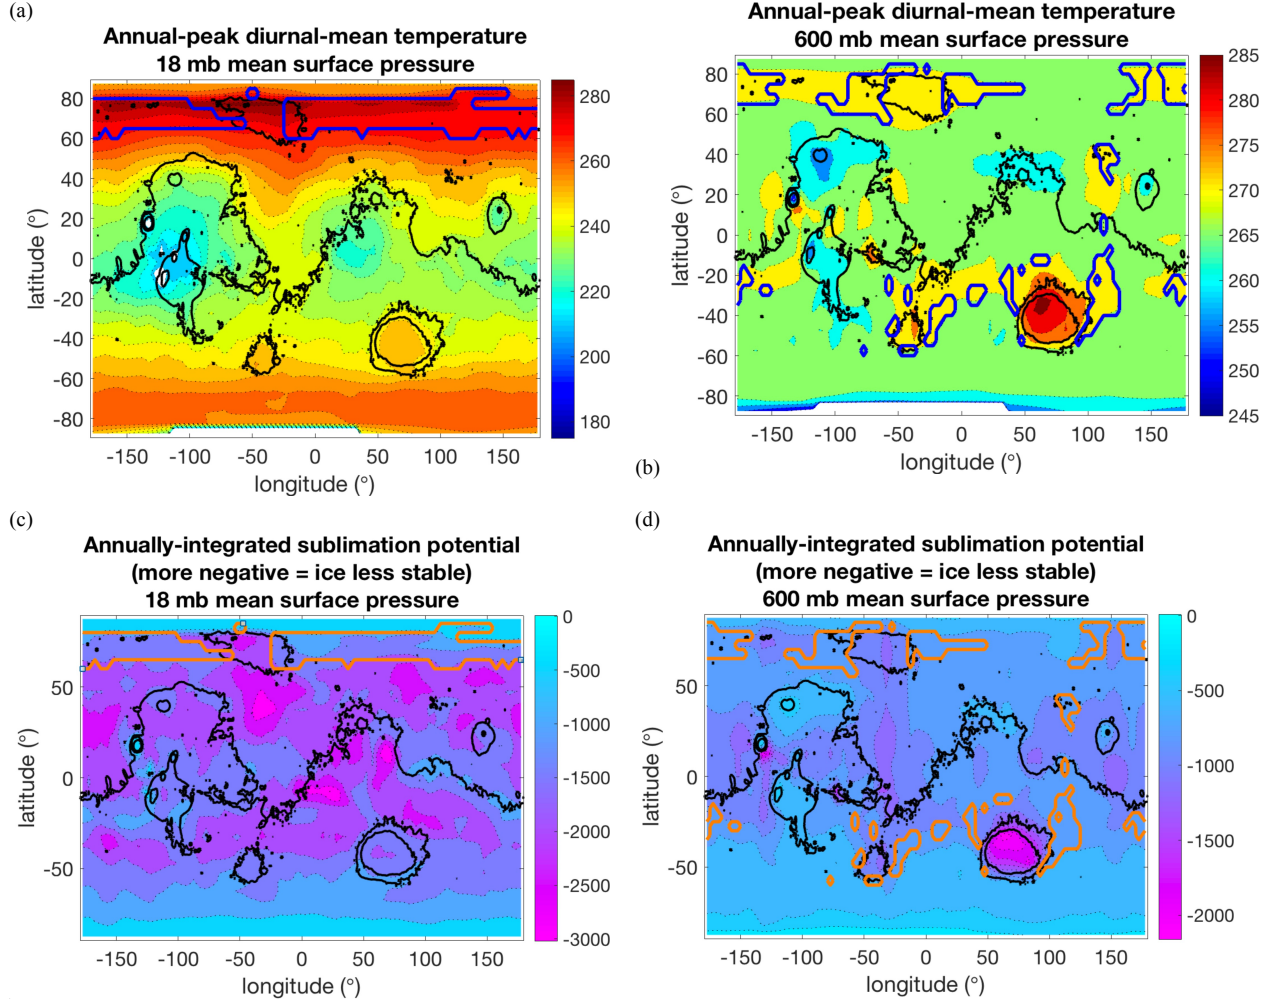 (a)
Annual-peak diurnal-mean temperature
18 mb mean surface pressure
80
60
40
20
0
-20
-40
-60
-80
latitude (°)
-150 -100 -50 0 50 100 150
longitude (°)
280
260
240
220
200
180
Annual-peak diurnal-mean temperature
600 mb mean surface pressure
80
60
40
20
0
-20
-40
-60
-80
latitude (°)
-150 -100 -50 0 50 100 150
longitude (°)
285
280
275
270
265
260
255
250
245
(b)
(c)
Annually-integrated sublimation potential
(more negative = ice less stable)
18 mb mean surface pressure
50
0
-50
latitude (°)
-150 -100 -50 0 50 100 150
longitude (°)
0
-500
-1000
-1500
-2000
-2500
-3000
(d)
Annually-integrated sublimation potential
(more negative = ice less stable)
600 mb mean surface pressure
50
0
-50
latitude (°)
-150 -100 -50 0 50 100 150
longitude (°)
0
-500
-1000
-1500
-2000